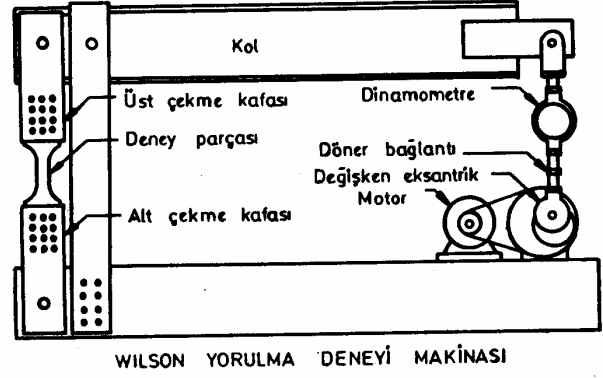 Kol
Üst çekme kafası
Dinamometre
Deney parçası
Döner bağlantı
Değişken eksantrik
Motor
Alt çekme kafası
WILSON YORULMA DENEYİ MAKİNASI